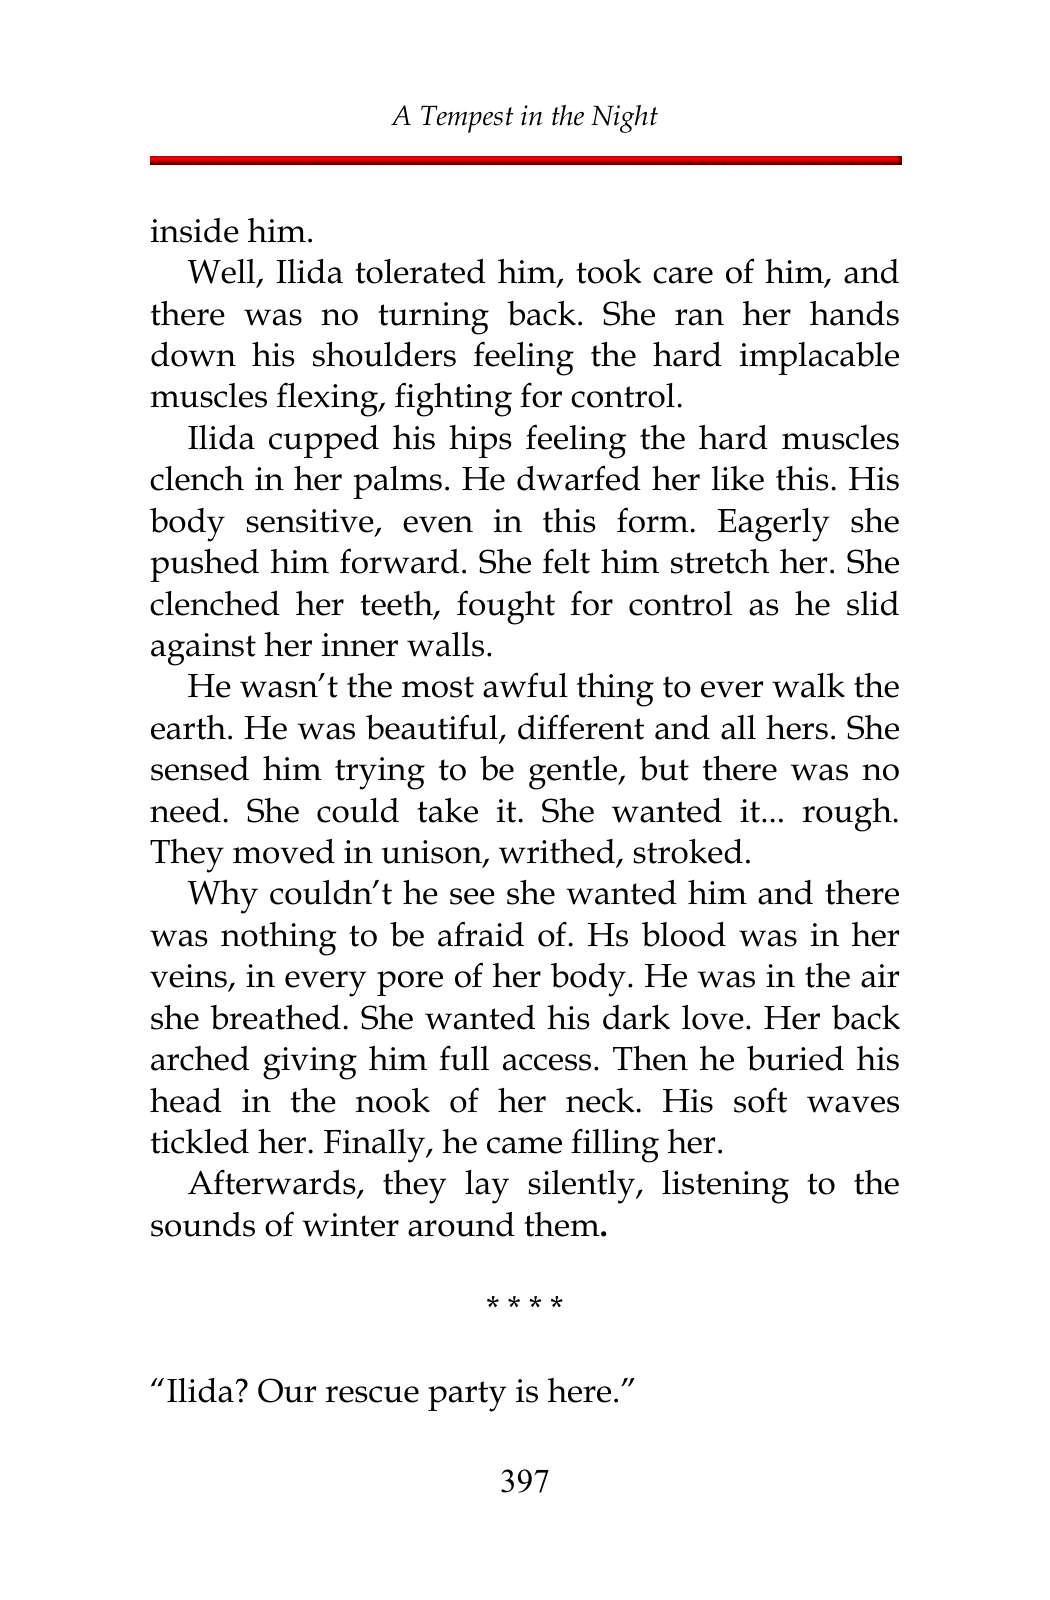 A Tempest in the Night
inside him.
Well, Ilida tolerated him, took care of him, and
there was no turning back. She ran her hands
down his shoulders feeling the hard implacable
muscles flexing, fighting for control.
Ilida cupped his hips feeling the hard muscles
clench in her palms. He dwarfed her like this. His
body sensitive, even in this form. Eagerly she
pushed him forward. She felt him stretch her. She
clenched her teeth, fought for control as he slid
against her inner walls.
He wasn’t the most awful thing to ever walk the
earth. He was beautiful, different and all hers. She
sensed him trying to be gentle, but there was no
need. She could take it. She wanted it... rough.
They moved in unison, writhed, stroked.
Why couldn’t he see she wanted him and there
was nothing to be afraid of. Hs blood was in her
veins, in every pore of her body. He was in the air
she breathed. She wanted his dark love. Her back
arched giving him full access. Then he buried his
head in the nook of her neck. His soft waves
tickled her. Finally, he came filling her.
Afterwards, they lay silently, listening to the
sounds of winter around them.
* * * *
“Ilida? Our rescue party is here.”
397